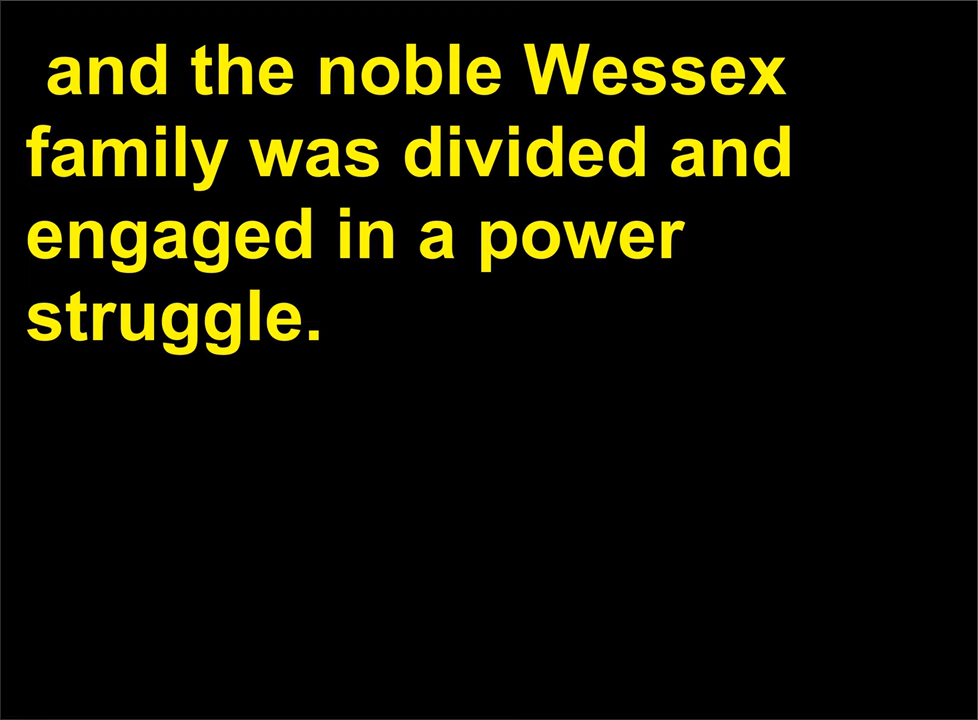 and the noble Wessex
family was divided and
engaged in a power
struggle.